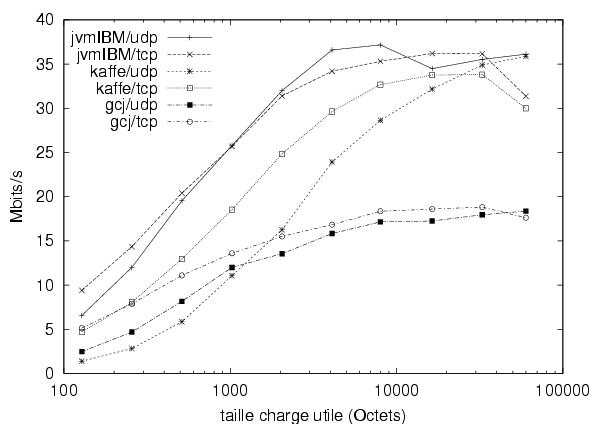 40
35
30
25
20
15
10
5
0
Mbits/s
jvmIBM/udp
jvmIBM/tcp
kaffe/udp
kaffe/tcp
gcj/udp
gcj/tcp
100 1000 10000 100000
taille charge utile (Octets)